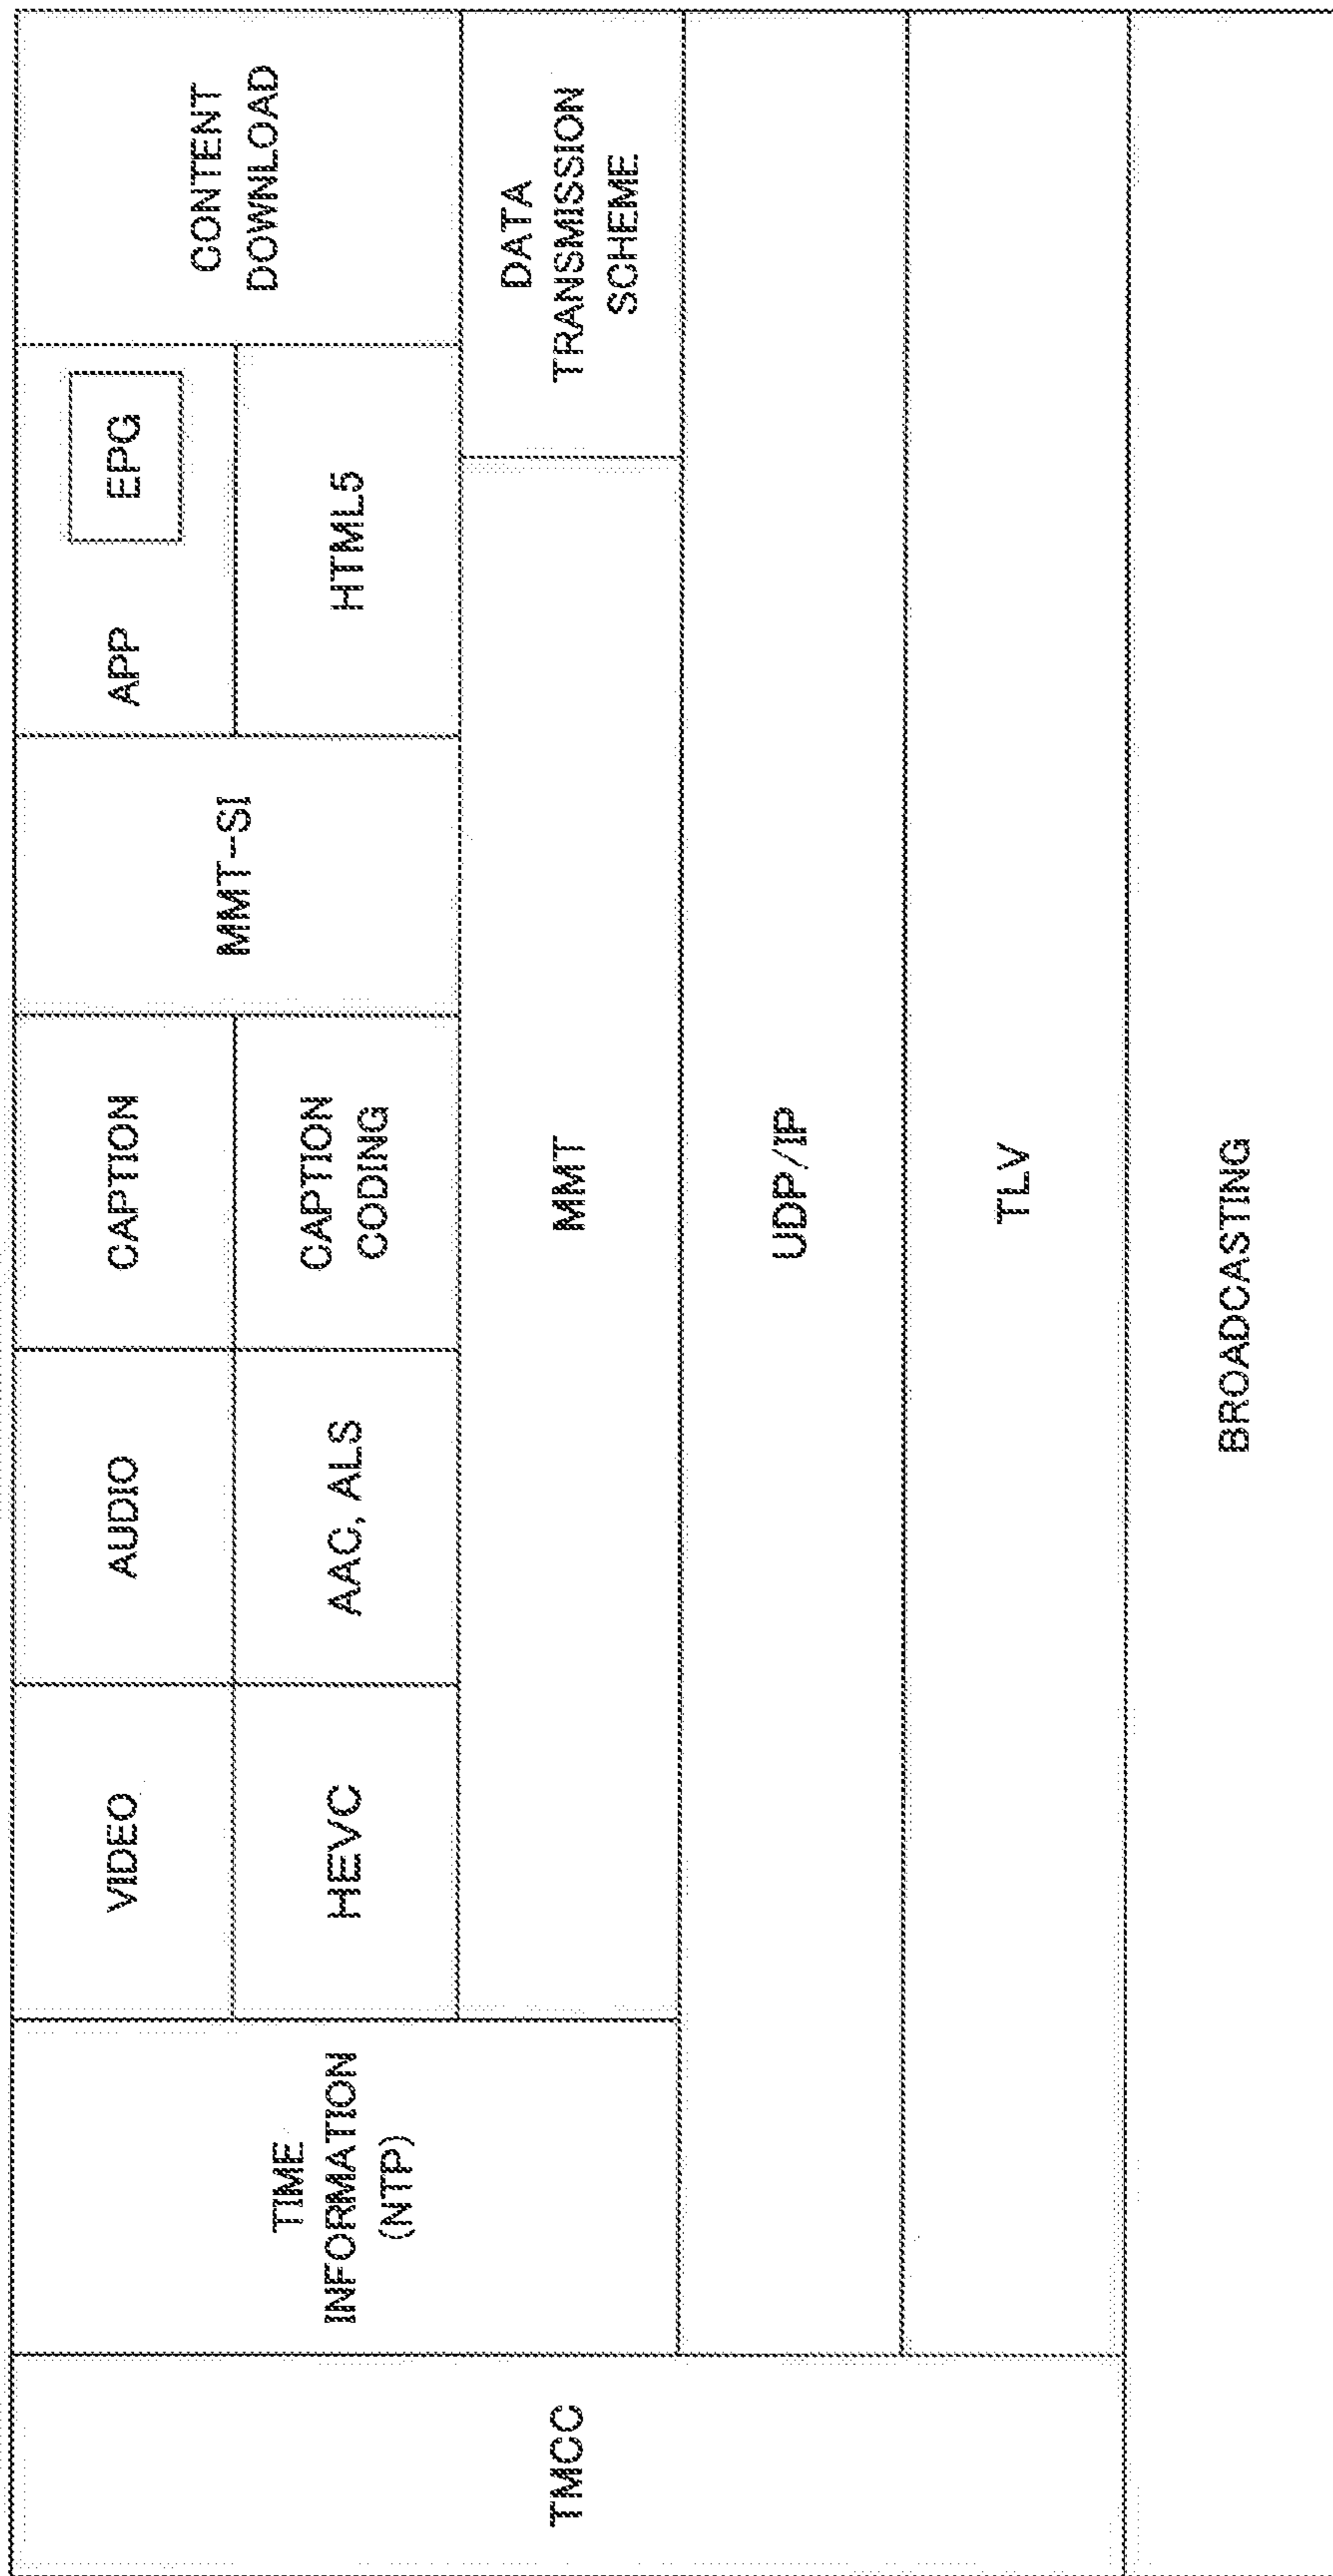 TMCC
TIME
INFORMATION
(NTP)
VIDEO
HEVC
AUDIO
AAC, ALS
CAPTION
CAPTION
CODING
MMT-SI
APP
EPG
HTML5
CONTENT
DOWNLOAD
MMT
DATA
TRANSMISSION
SCHEME
UDP/IP
TLV
BROADCASTING